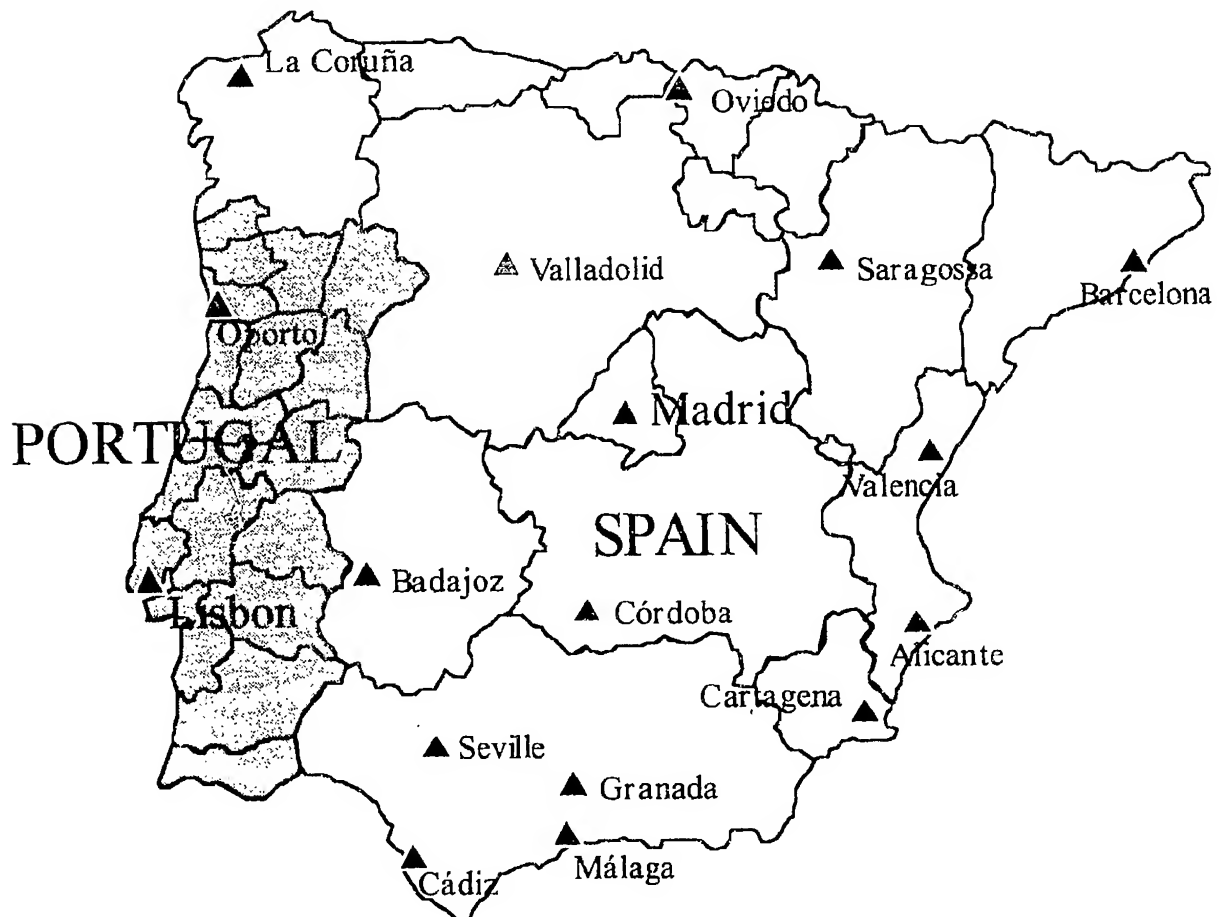 La Coruña
Oviedo
Valladolid
Saragossa
Barcelona
Oporto
Madrid
PORTUGAL
Valencia
SPAIN
Badajoz
Lisbon
Córdoba
Alicante
Cartagena
Seville
Granada
Málaga
Cádiz